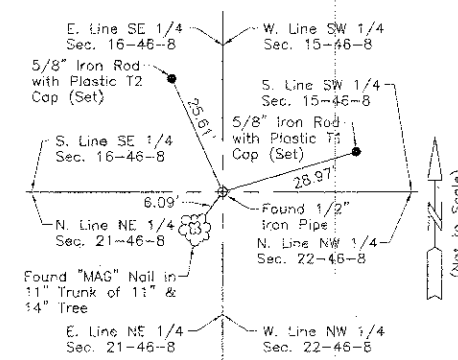 E. Line SE 1/4
Sec. 16-46-8
W. Line SW 1/4
Sec. 15-46-8
5/8" Iron Rod
with Plastic T2
Cap (Set)
S. Line SW 1/4
Sec. 15-46-8
25.61'
5/8" Iron Rod
with Plastic T1
Cap (Set)
28.97'
S. Line SE 1/4
Sec. 16-46-8
6.09'
N. Line NE 1/4
Sec. 21-46-8
Found 1/2"
Iron Pipe
N. Line NW 1/4
Sec. 22-46-8
Found "MAG" Nail in
11" Trunk of 11" &
14" Tree
E. Line NE 1/4
Sec. 21-46-8
W. Line NW 1/4
Sec. 22-46-8
N
(Not to Scale)